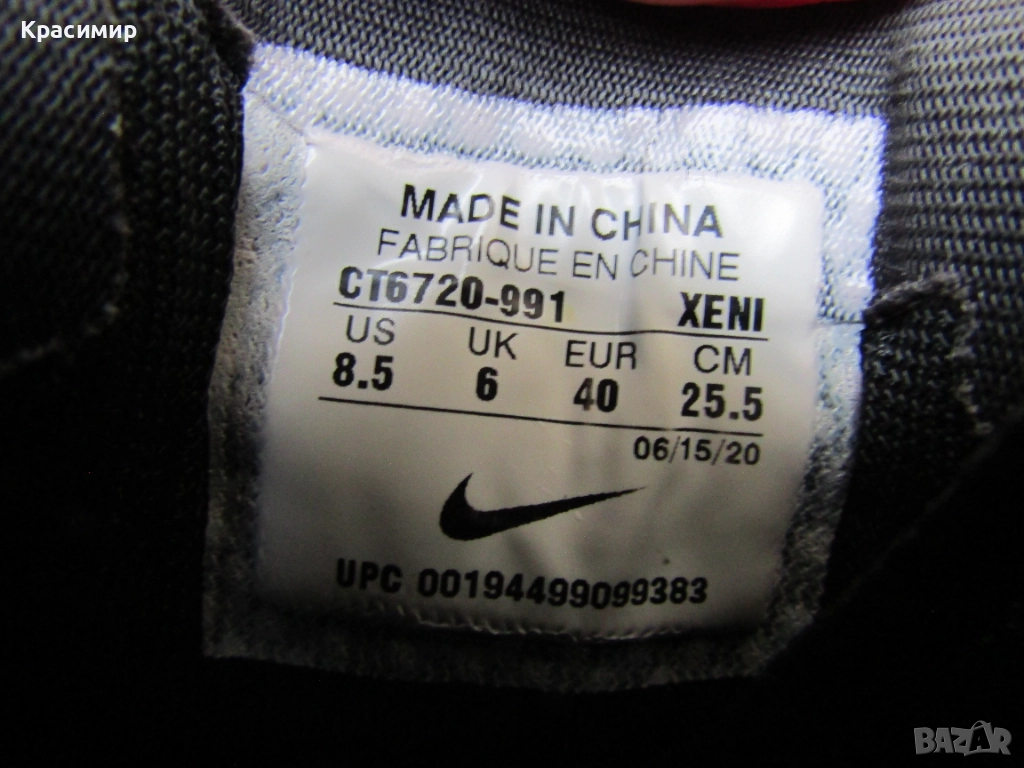 Красимир
MADE IN CHINA
FABRIQUE EN CHINE
CT6720-991 XENI
US UK EUR CM
8.5 6 40 25.5
06/15/20
UPC 00194499099383
BAZAR